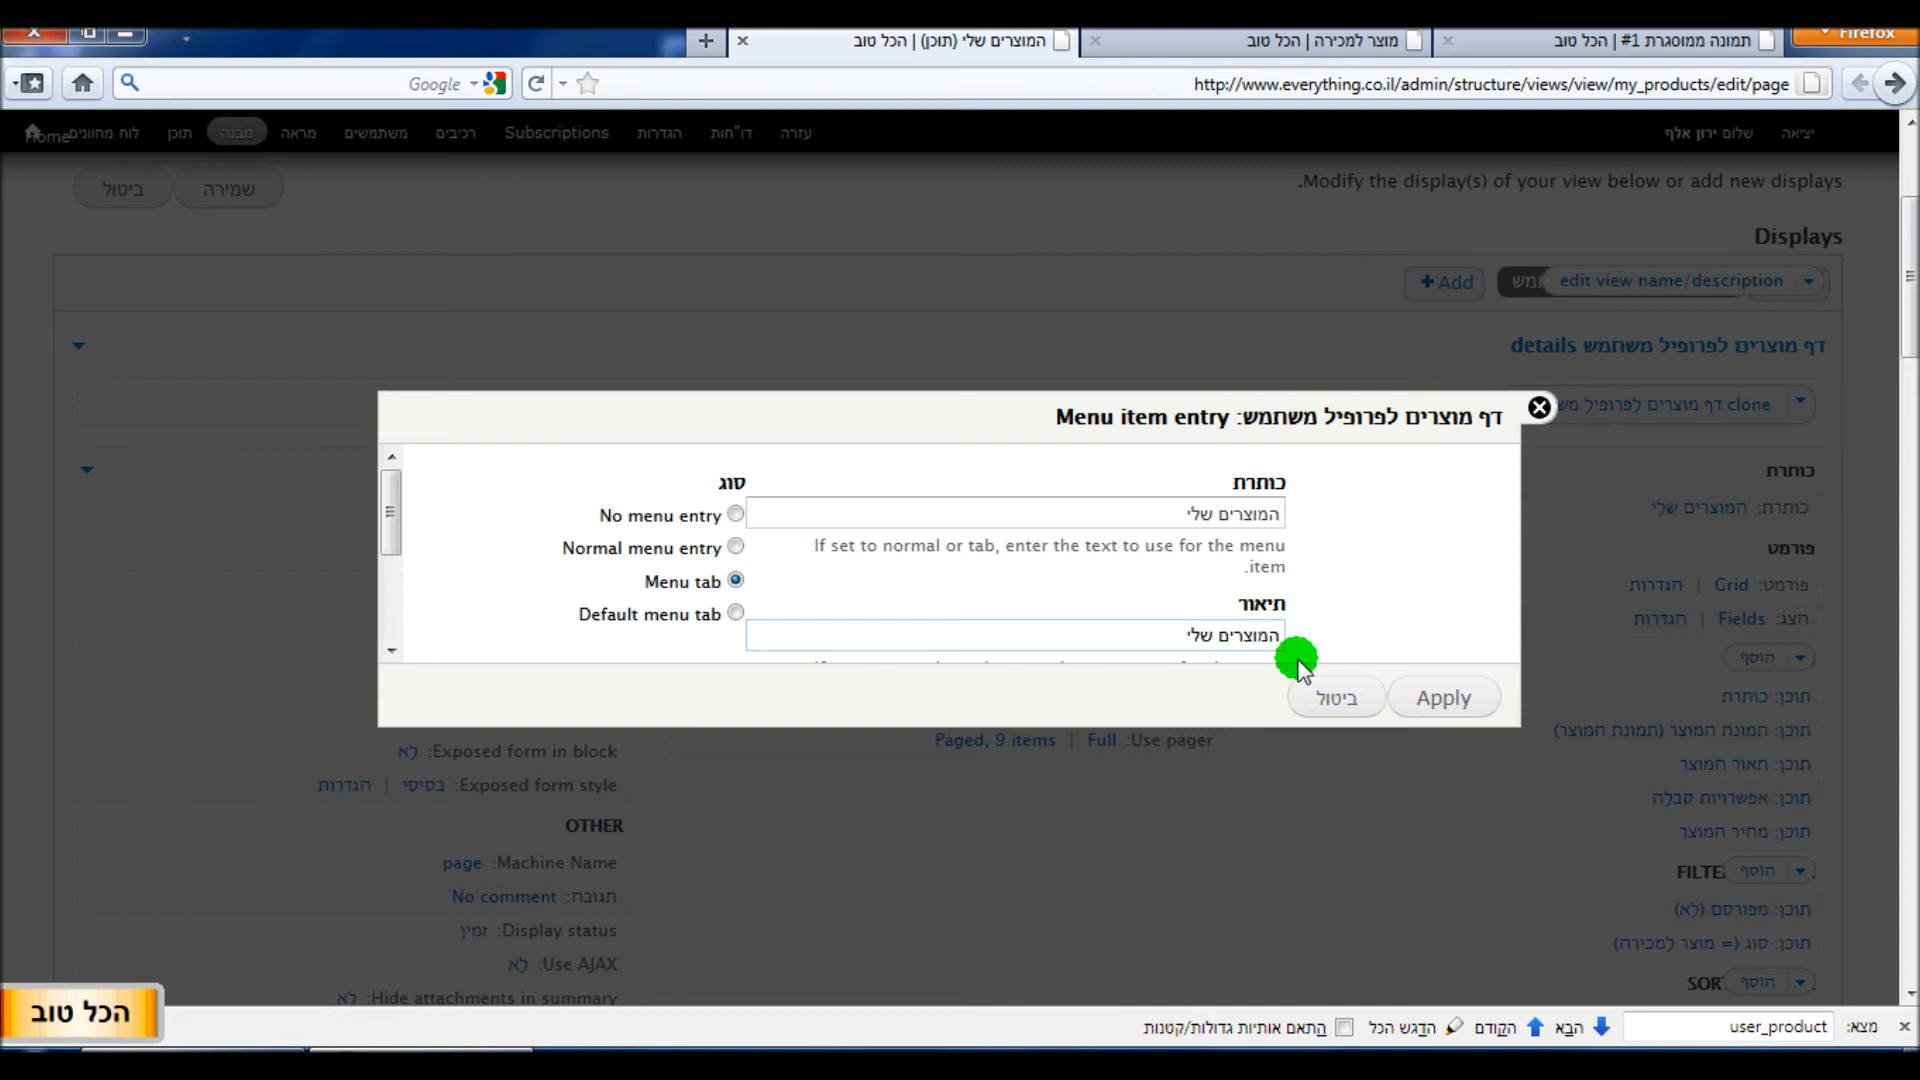 תמונה ממוסגרת #1 | הכל טוב
מוצר למכירה | הכל טוב
המוצרים שלי (תוכן) | הכל טוב
Firefox
http://www.everything.co.il/admin/structure/views/view/my_products/edit/page
Google
Home
לוח מחוונים
תוכן
מבנה
מראה
משתמשים
רכיבים
Subscriptions
הגדרות
דו"חות
עזרה
שלום ירון אלף
יציאה
ביטול
שמירה
Modify the display(s) of your view below or add new displays.
Displays
Add
edit view name/description
דף מוצרים לפרופיל משתמש details
clone דף מוצרים לפרופיל
דף מוצרים לפרופיל משתמש: Menu item entry
כותרת
המוצרים שלי
If set to normal or tab, enter the text to use for the menu
item.
תיאור
המוצרים שלי
סוג
No menu entry
Normal menu entry
Menu tab
Default menu tab
ביטול
Apply
כותרת
כותרת: המוצרים שלי
פורמט
פורמט: Grid | הגדרות
הצג: Fields | הגדרות
הוסף
תוכן: כותרת
תוכן: תמונת המוצר (תמונת המוצר)
תוכן: תאור המוצר
תוכן: אפשרויות קבלה
תוכן: מחיר המוצר
הוסף
תוכן: מפורסם (לא)
תוכן: סוג (= מוצר למכירה)
הוסף
Use pager: Full | Paged, 9 items
Exposed form in block: לא
Exposed form style: בסיסי | הגדרות
OTHER
Machine Name: page
תגובה: No comment
Display status: זמין
Use AJAX: לא
Hide attachments in summary: לא
הכל טוב
מצא:
user_product
הבא
הקודם
הדגש הכל
התאם אותיות גדולות/קטנות